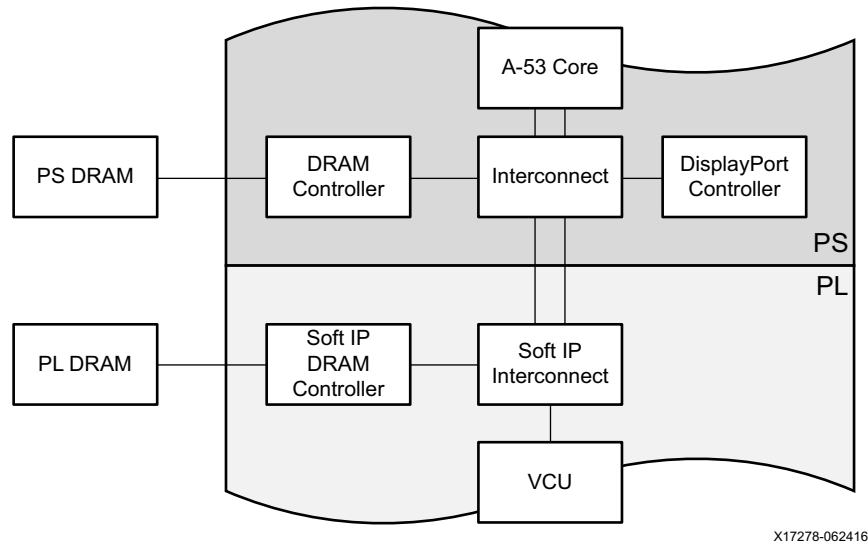 A-53 Core
PS DRAM
DRAM
Controller
Interconnect
DisplayPort
Controller
PS
PL
PL DRAM
Soft IP
DRAM
Controller
Soft IP
Interconnect
VCU
X17278-062416